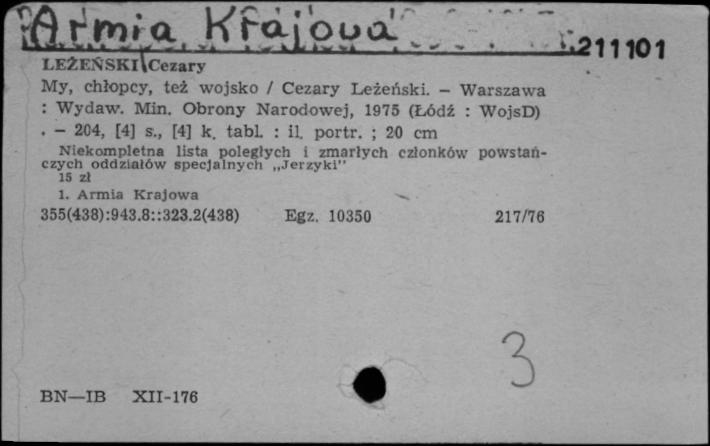 Armia Krajowa
211101
LEŻEŃSKI Cezary
My, chłopcy, też wojsko / Cezary Leżeński. — Warszawa
: Wydaw. Min. Obrony Narodowej, 1975 (Łódź : WojsD)
. — 204, [4] s., [4] k. tabl. : il. portr. ; 20 cm
Niekompletna lista poległych i zmarłych członków powstań-
czych oddziałów specjalnych „Jerzyki”
15 zł
1. Armia Krajowa
355(438):943.8::323.2(438) Egz. 10350 217/76
3
BN—IB XII-176